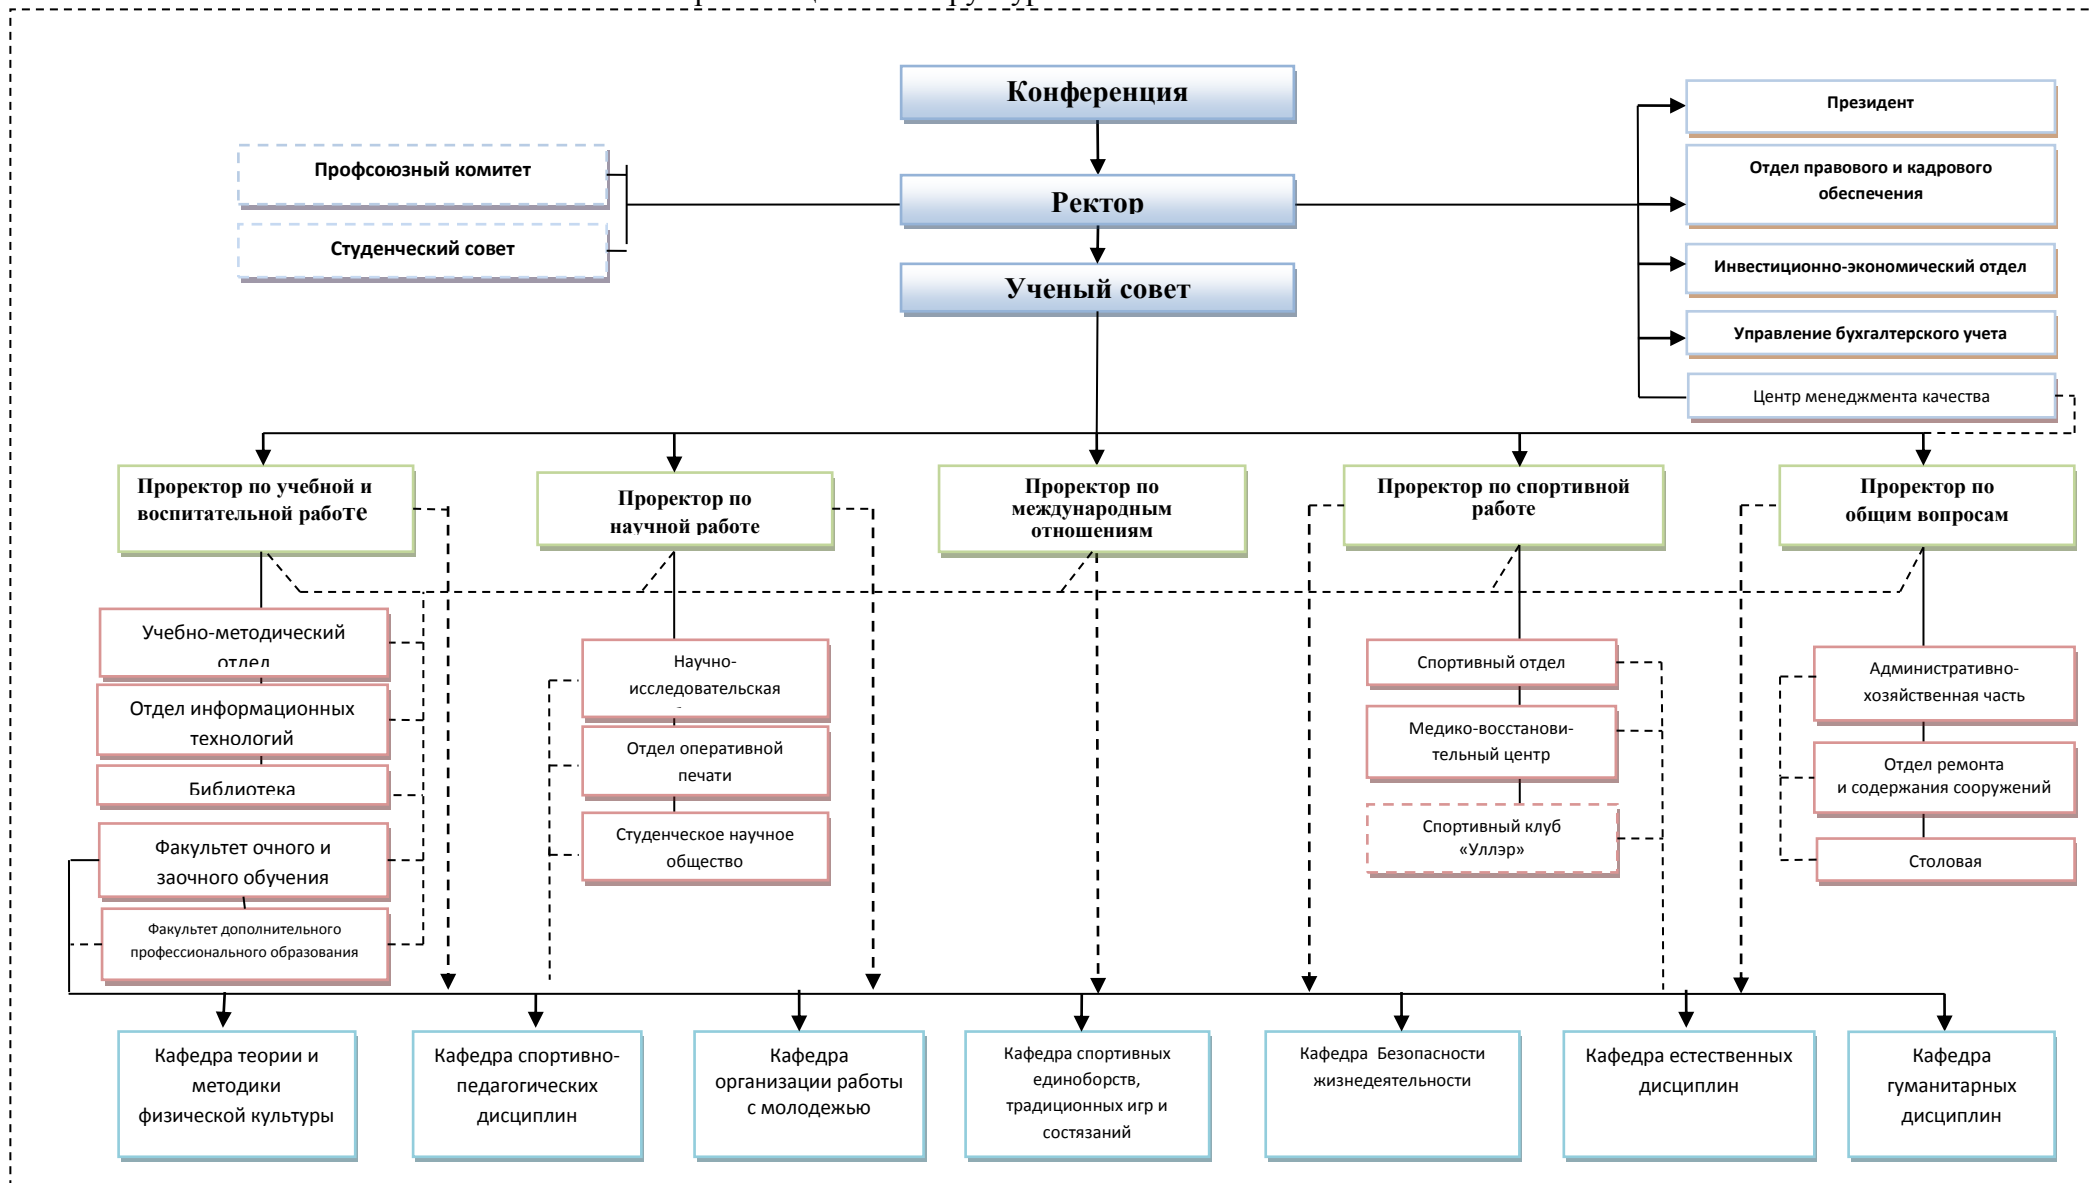 Конференция
Президент
Профсоюзный комитет
Отдел правового и кадрового
обеспечения
Ректор
Студенческий совет
Инвестиционно-экономический отдел
Ученый совет
Управление бухгалтерского учета
Центр менеджмента качества
Проректор по учебной и
воспитательной работе
Проректор по
научной работе
Проректор по
международным
отношениям
Проректор по спортивной
работе
Проректор по
общим вопросам
Учебно-методический
отдел
Отдел информационных
технологий
Библиотека
Факультет очного и
заочного обучения
Факультет дополнительного
профессионального образования
Научно-
исследовательская
Отдел оперативной
печати
Студенческое научное
общество
Спортивный отдел
Медико-восстанови-
тельный центр
Спортивный клуб
«Уллэр»
Административно-
хозяйственная часть
Отдел ремонта
и содержания сооружений
Столовая
Кафедра теории и
методики
физической культуры
Кафедра спортивно-
педагогических
дисциплин
Кафедра
организации работы
с молодежью
Кафедра спортивных
единоборств,
традиционных игр и
состязаний
Кафедра Безопасности
жизнедеятельности
Кафедра естественных
дисциплин
Кафедра
гуманитарных
дисциплин